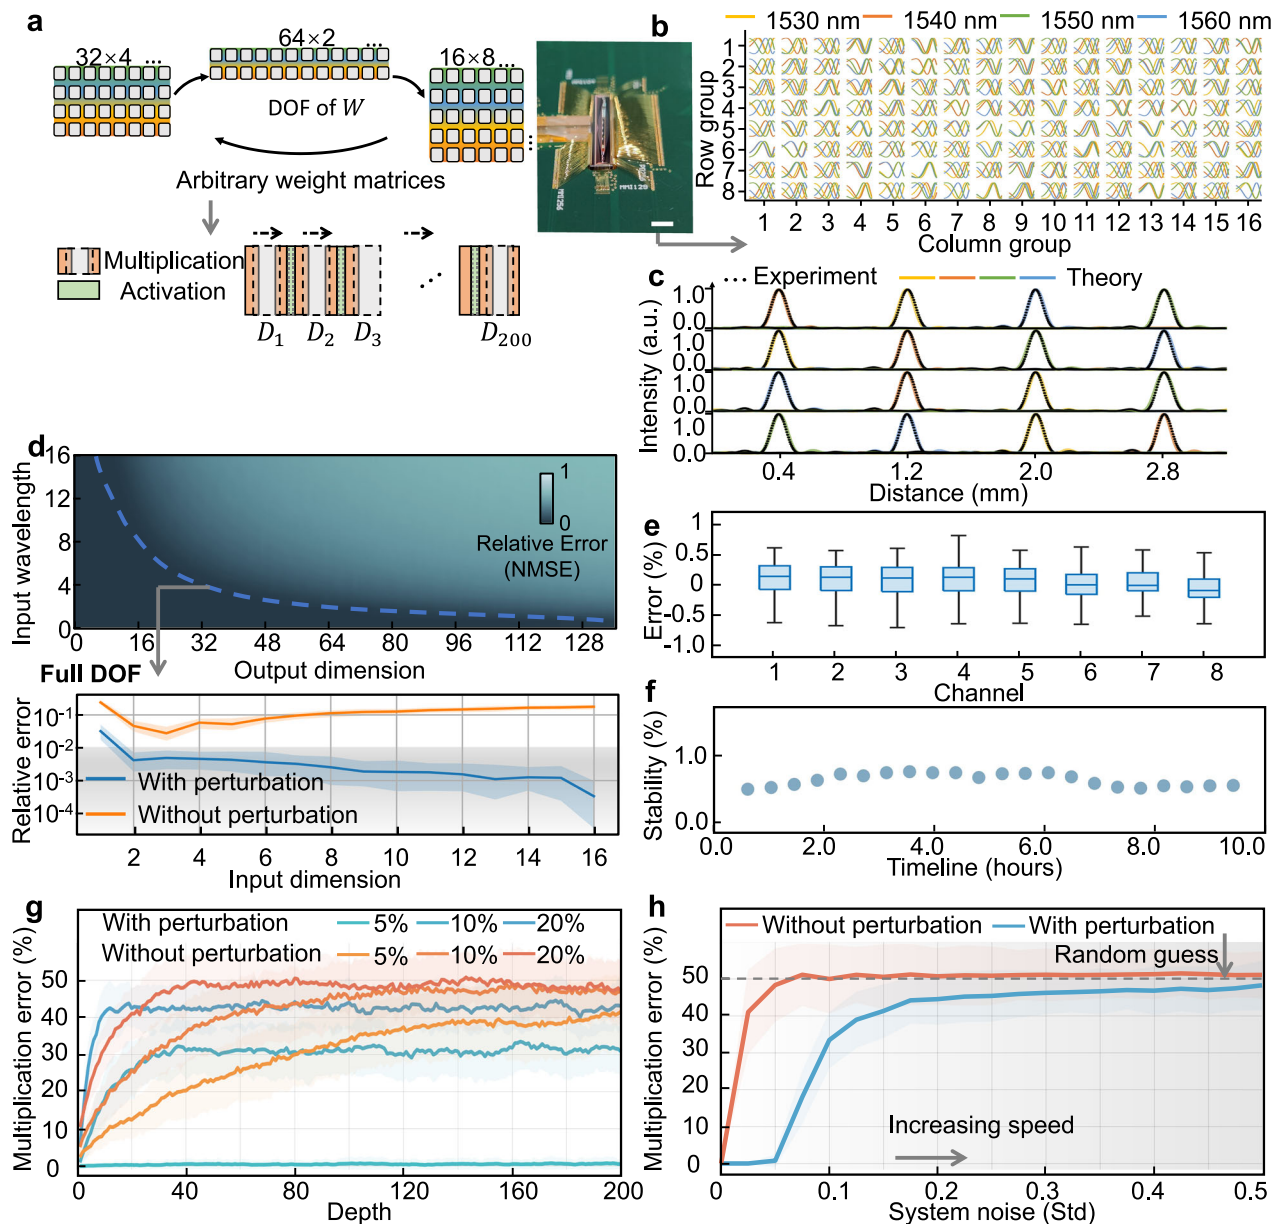 a
32×4 ...
64×2 ...
16×8...
DOF of W
...
Arbitrary weight matrices
Multiplication
Activation
D₁ D₂ D₃ D₂₀₀
b
1530 nm 1540 nm 1550 nm 1560 nm
Row group
1
2
3
4
5
6
7
8
1 2 3 4 5 6 7 8 9 10 11 12 13 14 15 16
Column group
MMI256
MMI128
c
Experiment Theory
Intensity (a.u.)
1.0
0.0
1.0
0.0
1.0
0.0
1.0
0.0
0.4 1.2 2.0 2.8
Distance (mm)
d
Input wavelength
16
12
8
4
0
1
0
Relative Error
(NMSE)
0 16 32 48 64 80 96 112 128
Output dimension
Full DOF
Relative error
10⁻¹
10⁻²
10⁻³
10⁻⁴
With perturbation
Without perturbation
2 4 6 8 10 12 14 16
Input dimension
e
Error (%)
1
0.5
0
-0.5
-1.0
1 2 3 4 5 6 7 8
Channel
f
Stability (%)
1.0
0.0
0.0 2.0 4.0 6.0 8.0 10.0
Timeline (hours)
g
With perturbation 5% 10% 20%
Without perturbation 5% 10% 20%
Multiplication error (%)
50
40
30
20
10
0
0 40 80 120 160 200
Depth
h
Without perturbation With perturbation
Random guess
Multiplication error (%)
50
40
30
20
10
0
Increasing speed
0 0.1 0.2 0.3 0.4 0.5
System noise (Std)